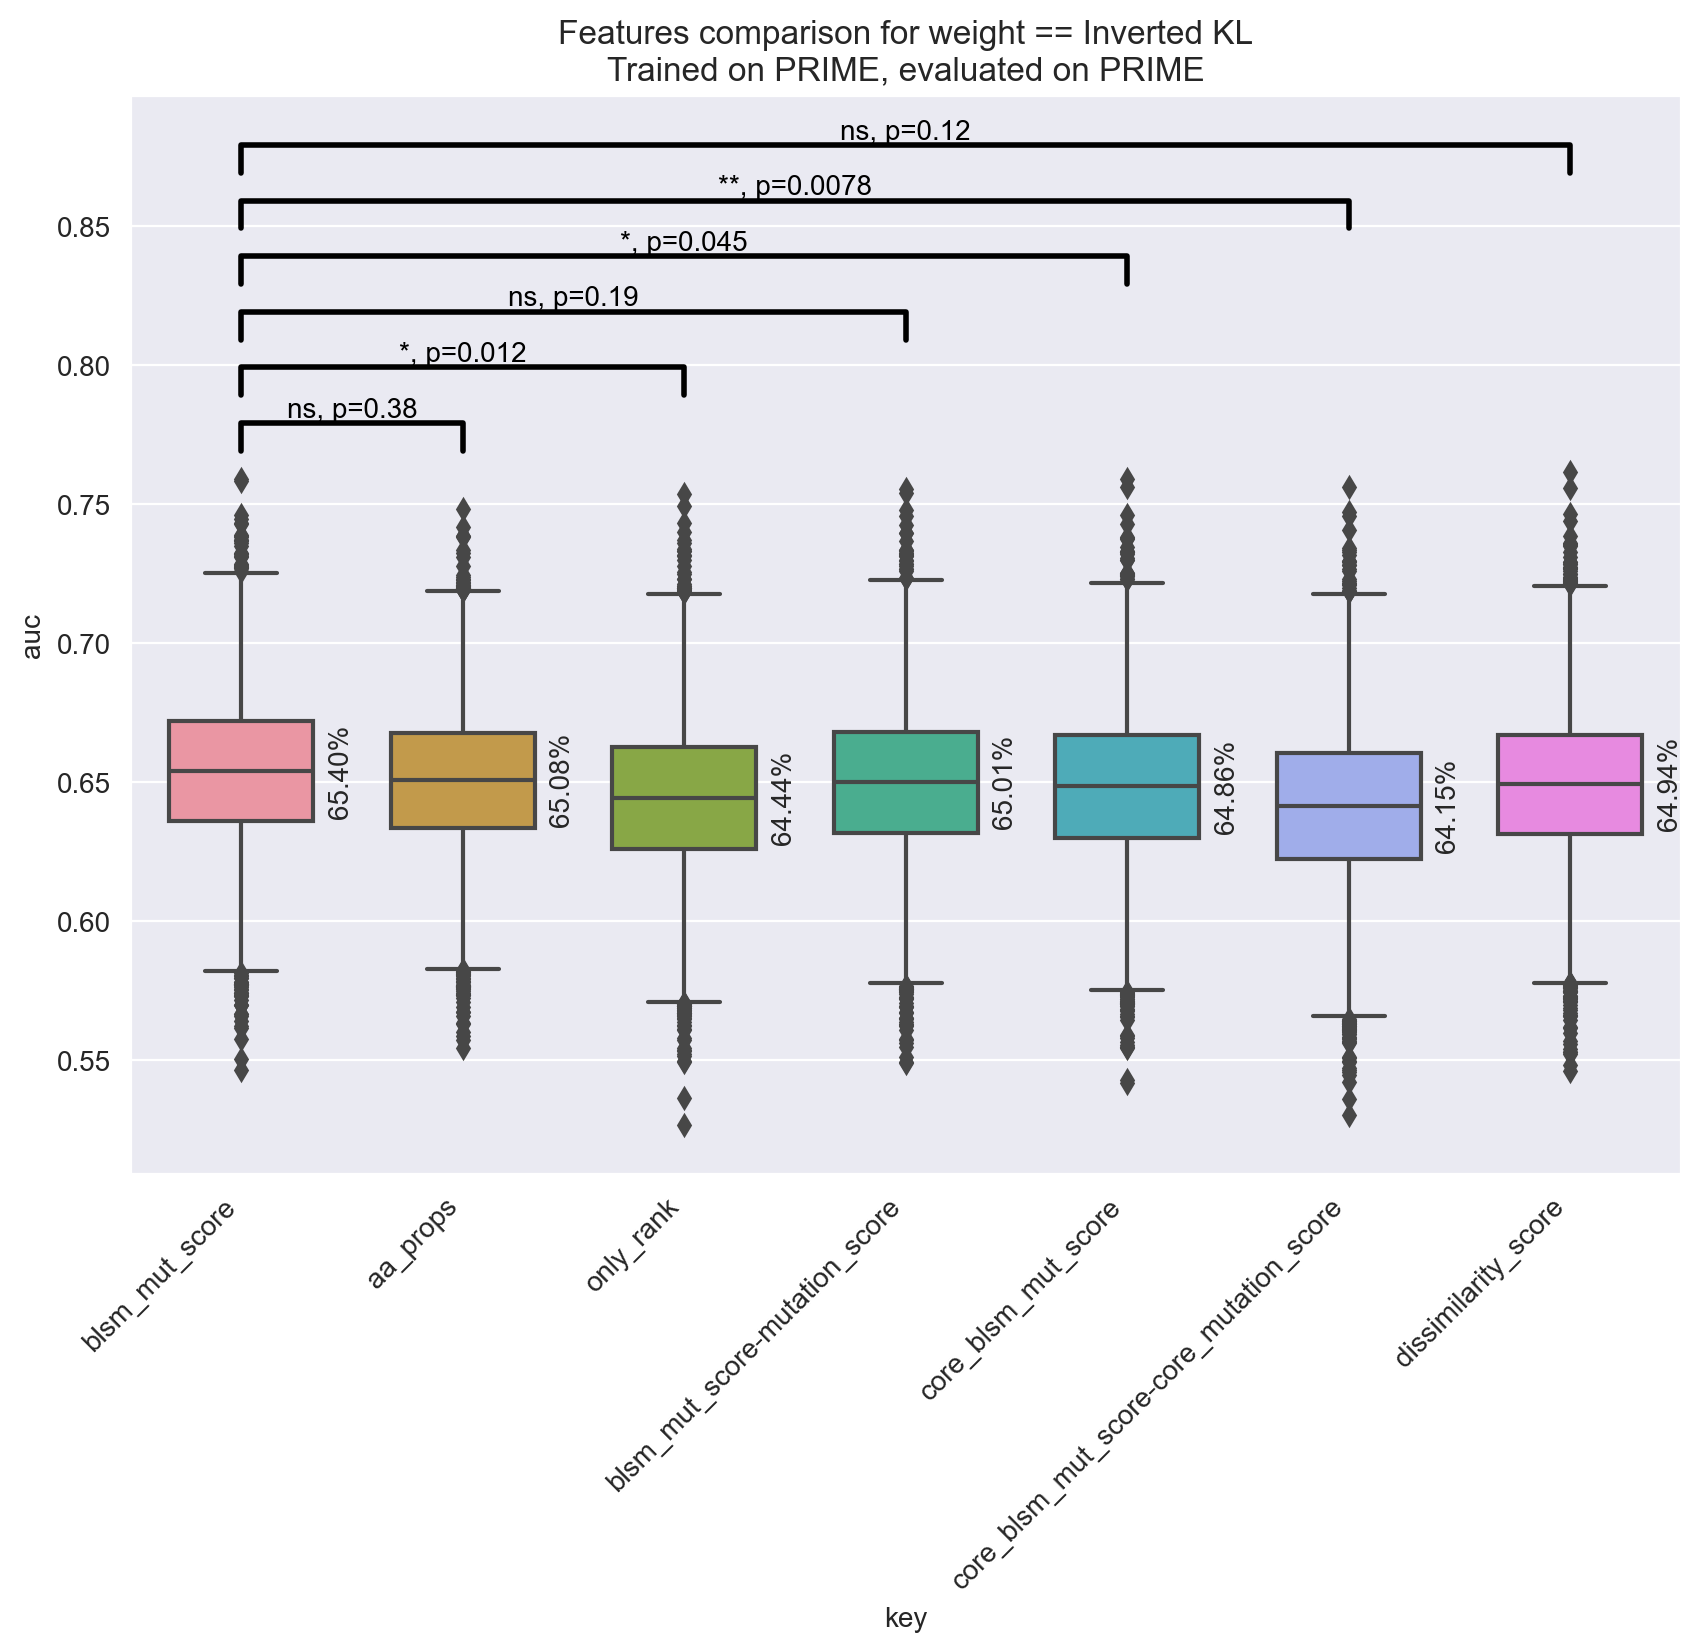 Features comparison for weight == Inverted KL
Trained on PRIME, evaluated on PRIME
ns, p=0.12
**, p=0.0078
*, p=0.045
ns, p=0.19
*, p=0.012
ns, p=0.38
auc
0.85
0.80
0.75
0.70
0.65
0.60
0.55
65.40%
65.08%
64.44%
65.01%
64.86%
64.15%
64.94%
blsm_mut_score
aa_props
only_rank
blsm_mut_score-mutation_score
core_blsm_mut_score
core_blsm_mut_score-core_mutation_score
dissimilarity_score
key